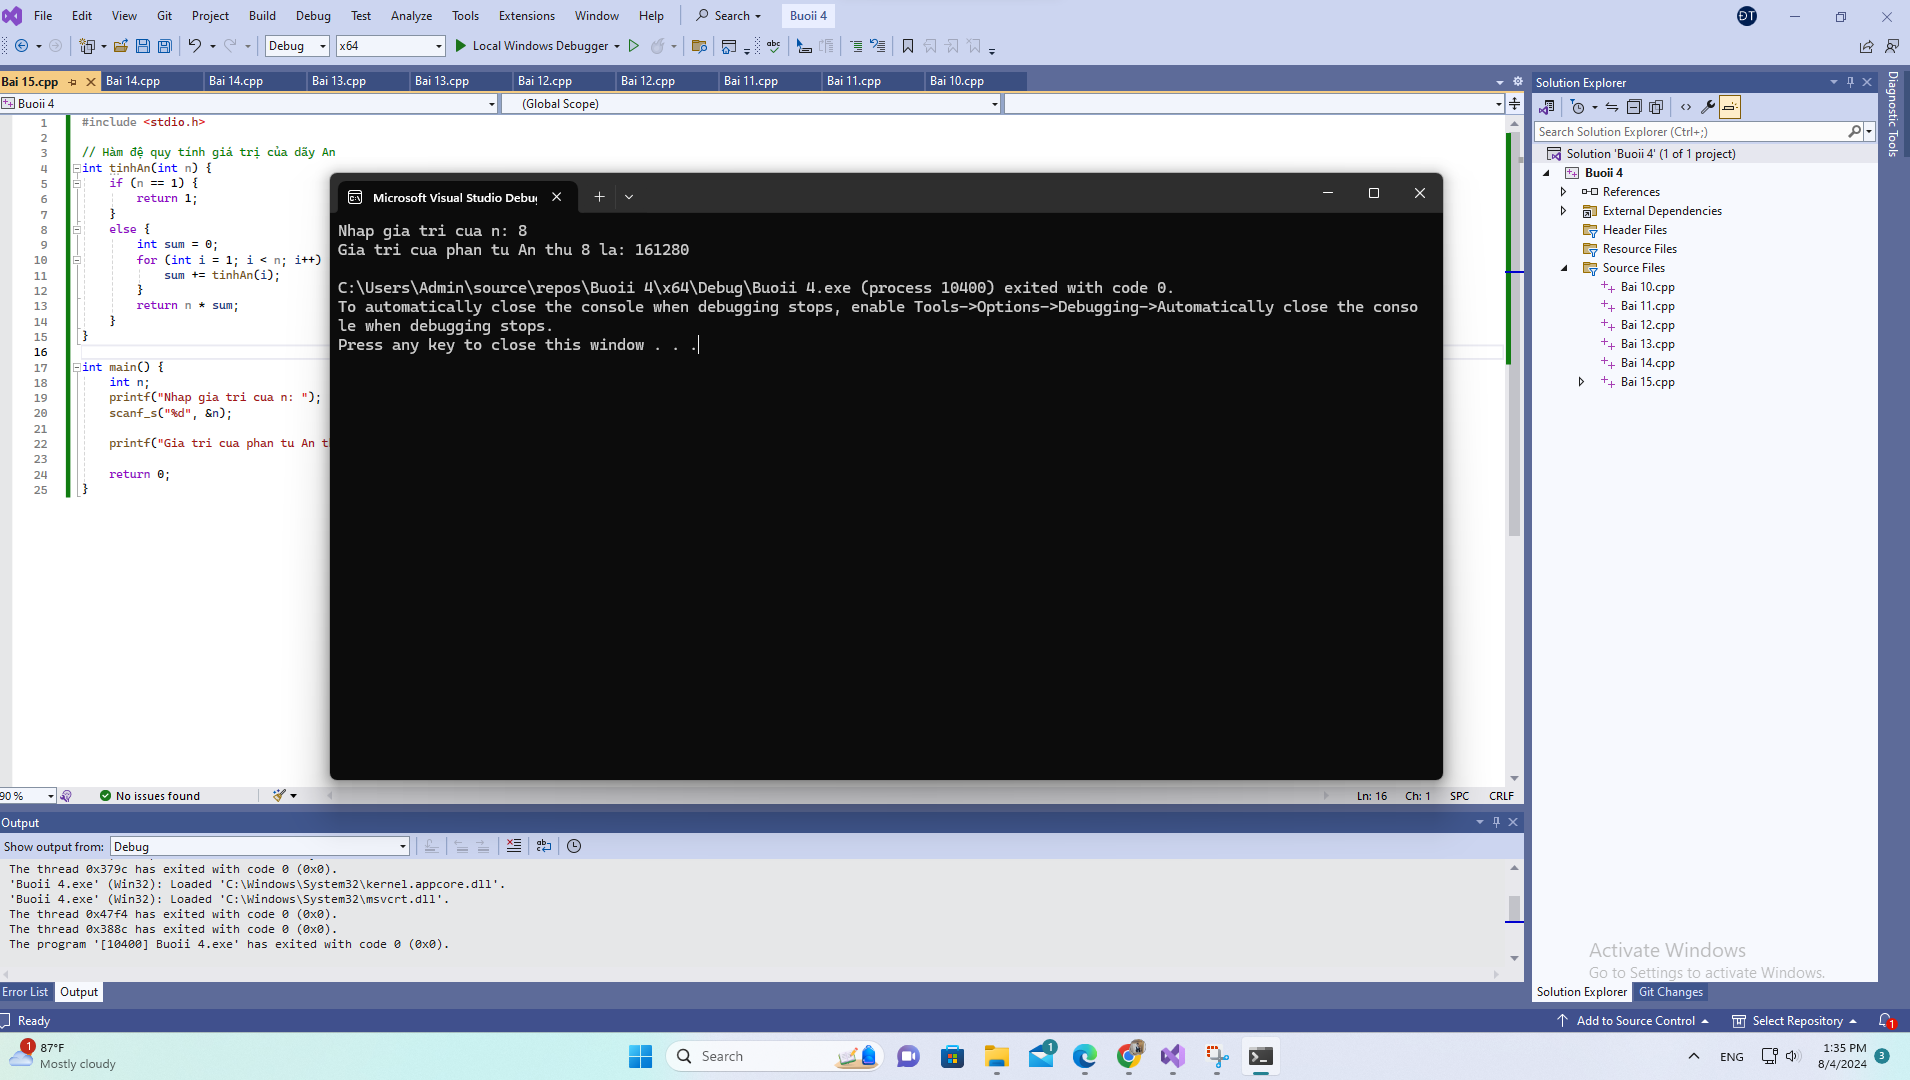 File Edit View Git Project Build Debug Test Analyze Tools Extensions Window Help Search Buoii 4 ĐT
Debug x64 Local Windows Debugger
Bai 15.cpp Bai 14.cpp Bai 14.cpp Bai 13.cpp Bai 13.cpp Bai 12.cpp Bai 12.cpp Bai 11.cpp Bai 11.cpp Bai 10.cpp
Buoii 4 (Global Scope)
1 #include <stdio.h>
2
3 // Hàm đệ quy tính giá trị của dãy An
4 int tinhAn(int n) {
5 if (n == 1) {
6 return 1;
7 }
8 else {
9 int sum = 0;
10 for (int i = 1; i < n; i++)
11 sum += tinhAn(i);
12 }
13 return n * sum;
14 }
15 }
16
17 int main() {
18 int n;
19 printf("Nhap gia tri cua n: ");
20 scanf_s("%d", &n);
21
22 printf("Gia tri cua phan tu An t
23
24 return 0;
25 }
Microsoft Visual Studio Debu
Nhap gia tri cua n: 8
Gia tri cua phan tu An thu 8 la: 161280
C:\Users\Admin\source\repos\Buoii 4\x64\Debug\Buoii 4.exe (process 10400) exited with code 0.
To automatically close the console when debugging stops, enable Tools->Options->Debugging->Automatically close the conso
le when debugging stops.
Press any key to close this window . . .
90 % No issues found Ln: 16 Ch: 1 SPC CRLF
Output
Show output from: Debug
The thread 0x379c has exited with code 0 (0x0).
'Buoii 4.exe' (Win32): Loaded 'C:\Windows\System32\kernel.appcore.dll'.
'Buoii 4.exe' (Win32): Loaded 'C:\Windows\System32\msvcrt.dll'.
The thread 0x47f4 has exited with code 0 (0x0).
The thread 0x388c has exited with code 0 (0x0).
The program '[10400] Buoii 4.exe' has exited with code 0 (0x0).
Error List Output
Solution Explorer
Search Solution Explorer (Ctrl+;)
Solution 'Buoii 4' (1 of 1 project)
Buoii 4
References
External Dependencies
Header Files
Resource Files
Source Files
Bai 10.cpp
Bai 11.cpp
Bai 12.cpp
Bai 13.cpp
Bai 14.cpp
Bai 15.cpp
Diagnostic Tools
Activate Windows
Go to Settings to activate Windows.
Solution Explorer Git Changes
Ready Add to Source Control Select Repository 1
1 87°F
Mostly cloudy
Search
1
ENG
1:35 PM
8/4/2024
3